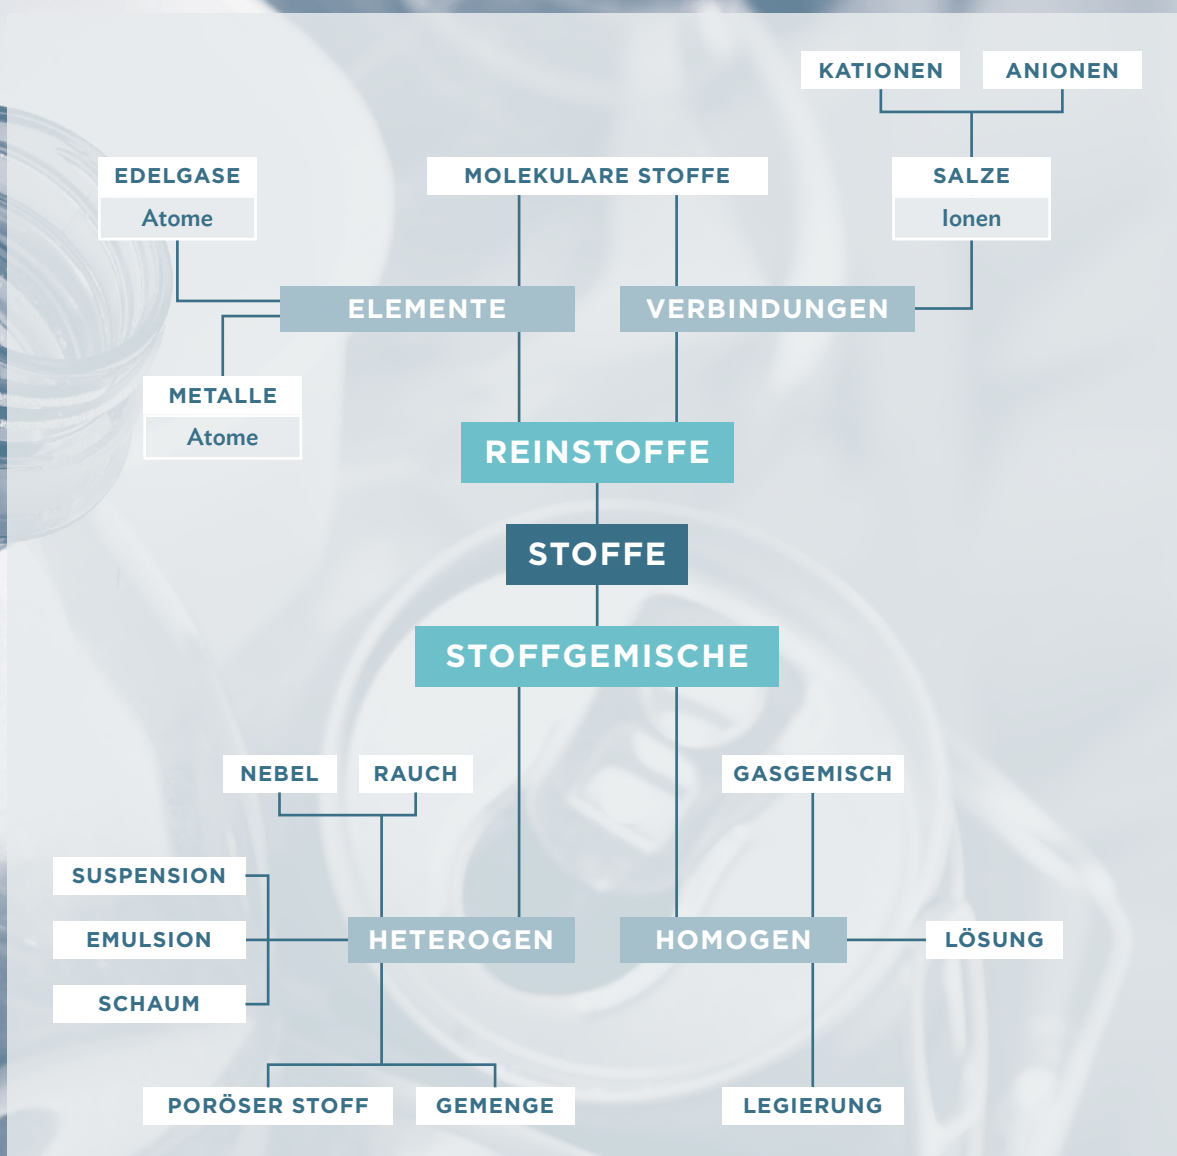 KATIONEN
ANIONEN
EDELGASE
Atome
MOLEKULARE STOFFE
SALZE
Ionen
ELEMENTE
VERBINDUNGEN
METALLE
Atome
REINSTOFFE
STOFFE
STOFFGEMISCHE
NEBEL
RAUCH
GASGEMISCH
SUSPENSION
EMULSION
HETEROGEN
HOMOGEN
LÖSUNG
SCHAUM
PORÖSER STOFF
GEMENGE
LEGIERUNG